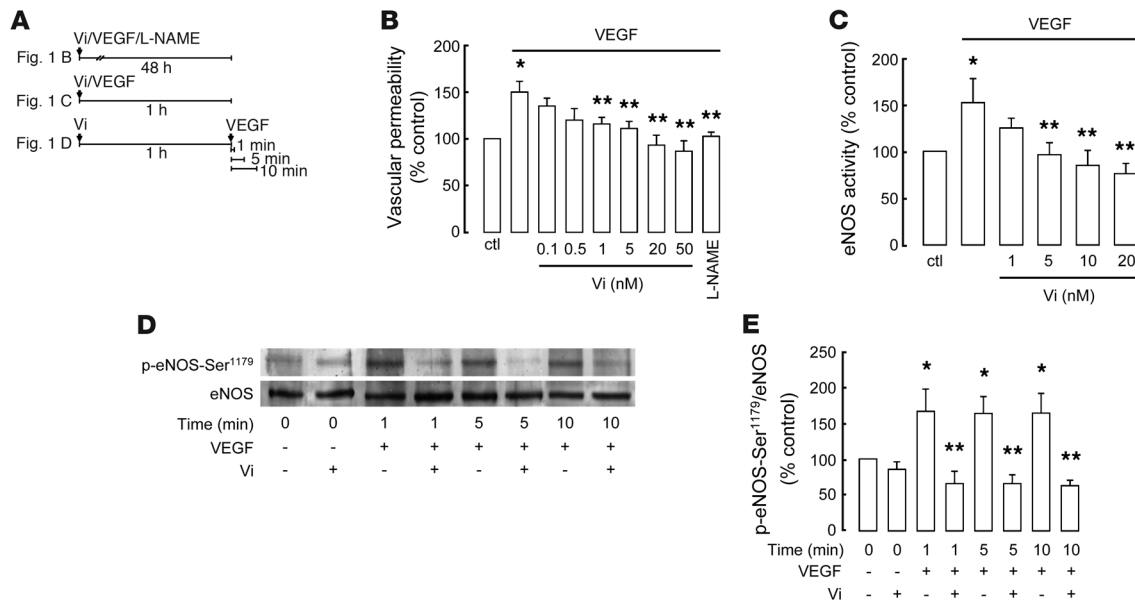 A
Vi/VEGF/L-NAME
Fig. 1 B
48 h
Vi/VEGF
Fig. 1 C
1 h
Vi
VEGF
Fig. 1 D
1 h
1 min
5 min
10 min
B
VEGF
Vascular permeability
(% control)
200
150
100
50
0
*
**
**
**
**
**
ctl
0.1 0.5 1 5 20 50
L-NAME
Vi (nM)
C
VEGF
eNOS activity (% control)
200
150
100
50
0
*
**
**
**
ctl
1 5 10 20
Vi (nM)
D
p-eNOS-Ser¹¹⁷⁹
eNOS
Time (min) 0 0 1 1 5 5 10 10
VEGF - - + + + + + +
Vi - + - + - + - +
E
p-eNOS-Ser¹¹⁷⁹/eNOS
(% control)
250
200
150
100
50
0
*
**
*
**
*
**
Time (min) 0 0 1 1 5 5 10 10
VEGF - - + + + + + +
Vi - + - + - + - +